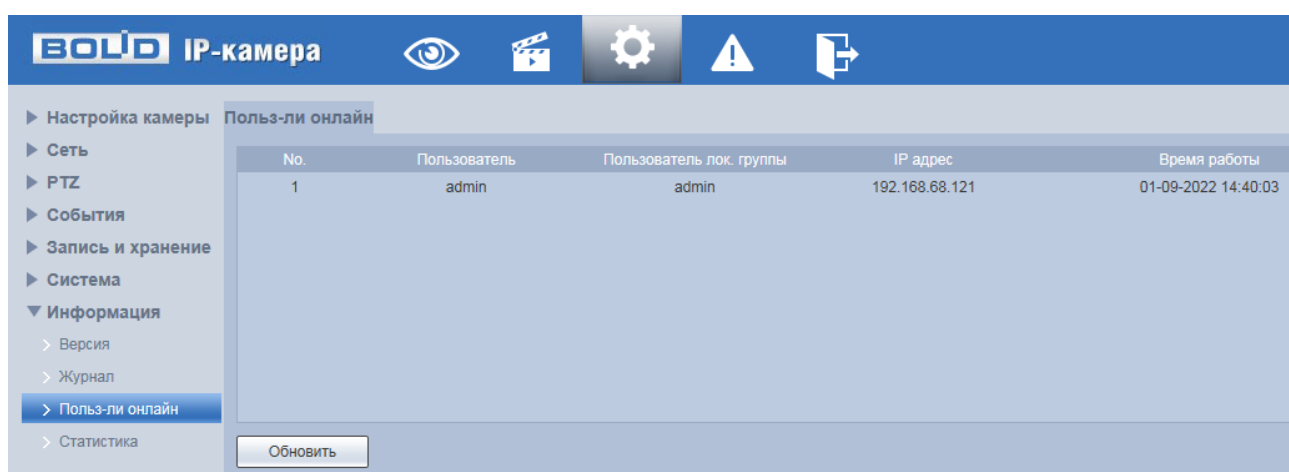 BOLID IP-камера
Настройка камеры
Сеть
PTZ
События
Запись и хранение
Система
Информация
Версия
Журнал
Польз-ли онлайн
Статистика
Польз-ли онлайн
No. Пользователь Пользователь лок. группы IP адрес Время работы
1 admin admin 192.168.68.121 01-09-2022 14:40:03
Обновить